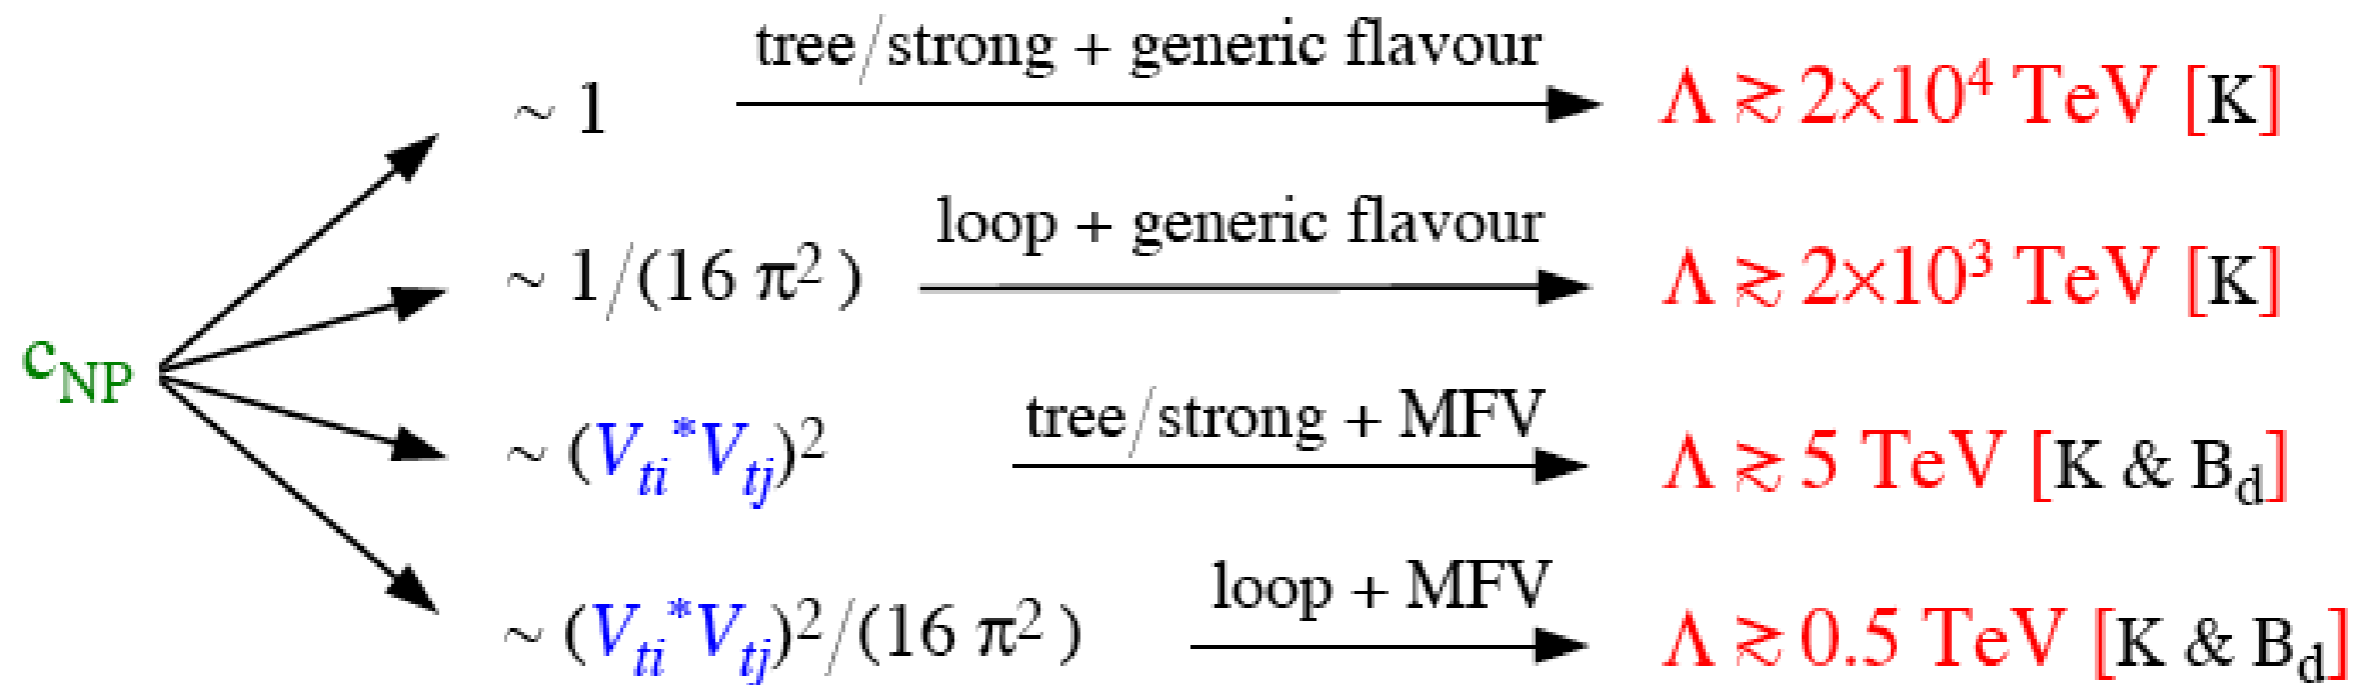 tree/strong + generic flavour
~ 1 Λ ≳ 2×10⁴ TeV [K]
loop + generic flavour
~ 1/(16 π²) Λ ≳ 2×10³ TeV [K]
c_NP
tree/strong + MFV
~ (V_ti*V_tj)² Λ ≳ 5 TeV [K & B_d]
loop + MFV
~ (V_ti*V_tj)²/(16 π²) Λ ≳ 0.5 TeV [K & B_d]